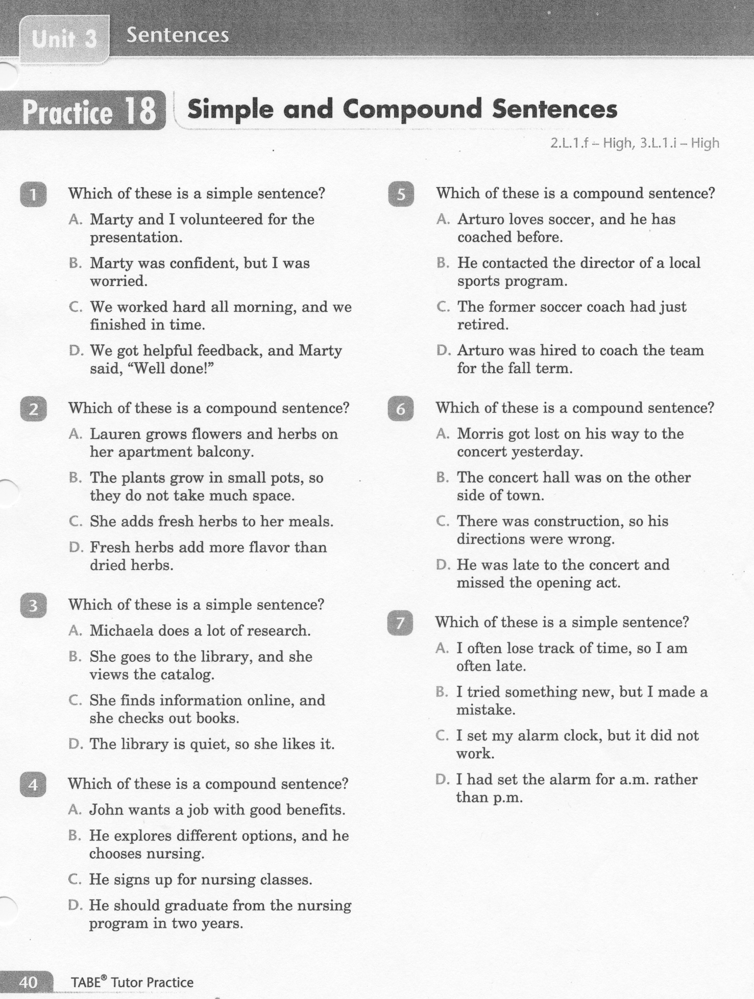 Unit 3 Sentences
Practice 18 Simple and Compound Sentences
2.L.1.f – High, 3.L.1.i – High
1 Which of these is a simple sentence?
A. Marty and I volunteered for the
presentation.
B. Marty was confident, but I was
worried.
C. We worked hard all morning, and we
finished in time.
D. We got helpful feedback, and Marty
said, “Well done!”
2 Which of these is a compound sentence?
A. Lauren grows flowers and herbs on
her apartment balcony.
B. The plants grow in small pots, so
they do not take much space.
C. She adds fresh herbs to her meals.
D. Fresh herbs add more flavor than
dried herbs.
3 Which of these is a simple sentence?
A. Michaela does a lot of research.
B. She goes to the library, and she
views the catalog.
C. She finds information online, and
she checks out books.
D. The library is quiet, so she likes it.
4 Which of these is a compound sentence?
A. John wants a job with good benefits.
B. He explores different options, and he
chooses nursing.
C. He signs up for nursing classes.
D. He should graduate from the nursing
program in two years.
5 Which of these is a compound sentence?
A. Arturo loves soccer, and he has
coached before.
B. He contacted the director of a local
sports program.
C. The former soccer coach had just
retired.
D. Arturo was hired to coach the team
for the fall term.
6 Which of these is a compound sentence?
A. Morris got lost on his way to the
concert yesterday.
B. The concert hall was on the other
side of town.
C. There was construction, so his
directions were wrong.
D. He was late to the concert and
missed the opening act.
7 Which of these is a simple sentence?
A. I often lose track of time, so I am
often late.
B. I tried something new, but I made a
mistake.
C. I set my alarm clock, but it did not
work.
D. I had set the alarm for a.m. rather
than p.m.
40 TABE® Tutor Practice